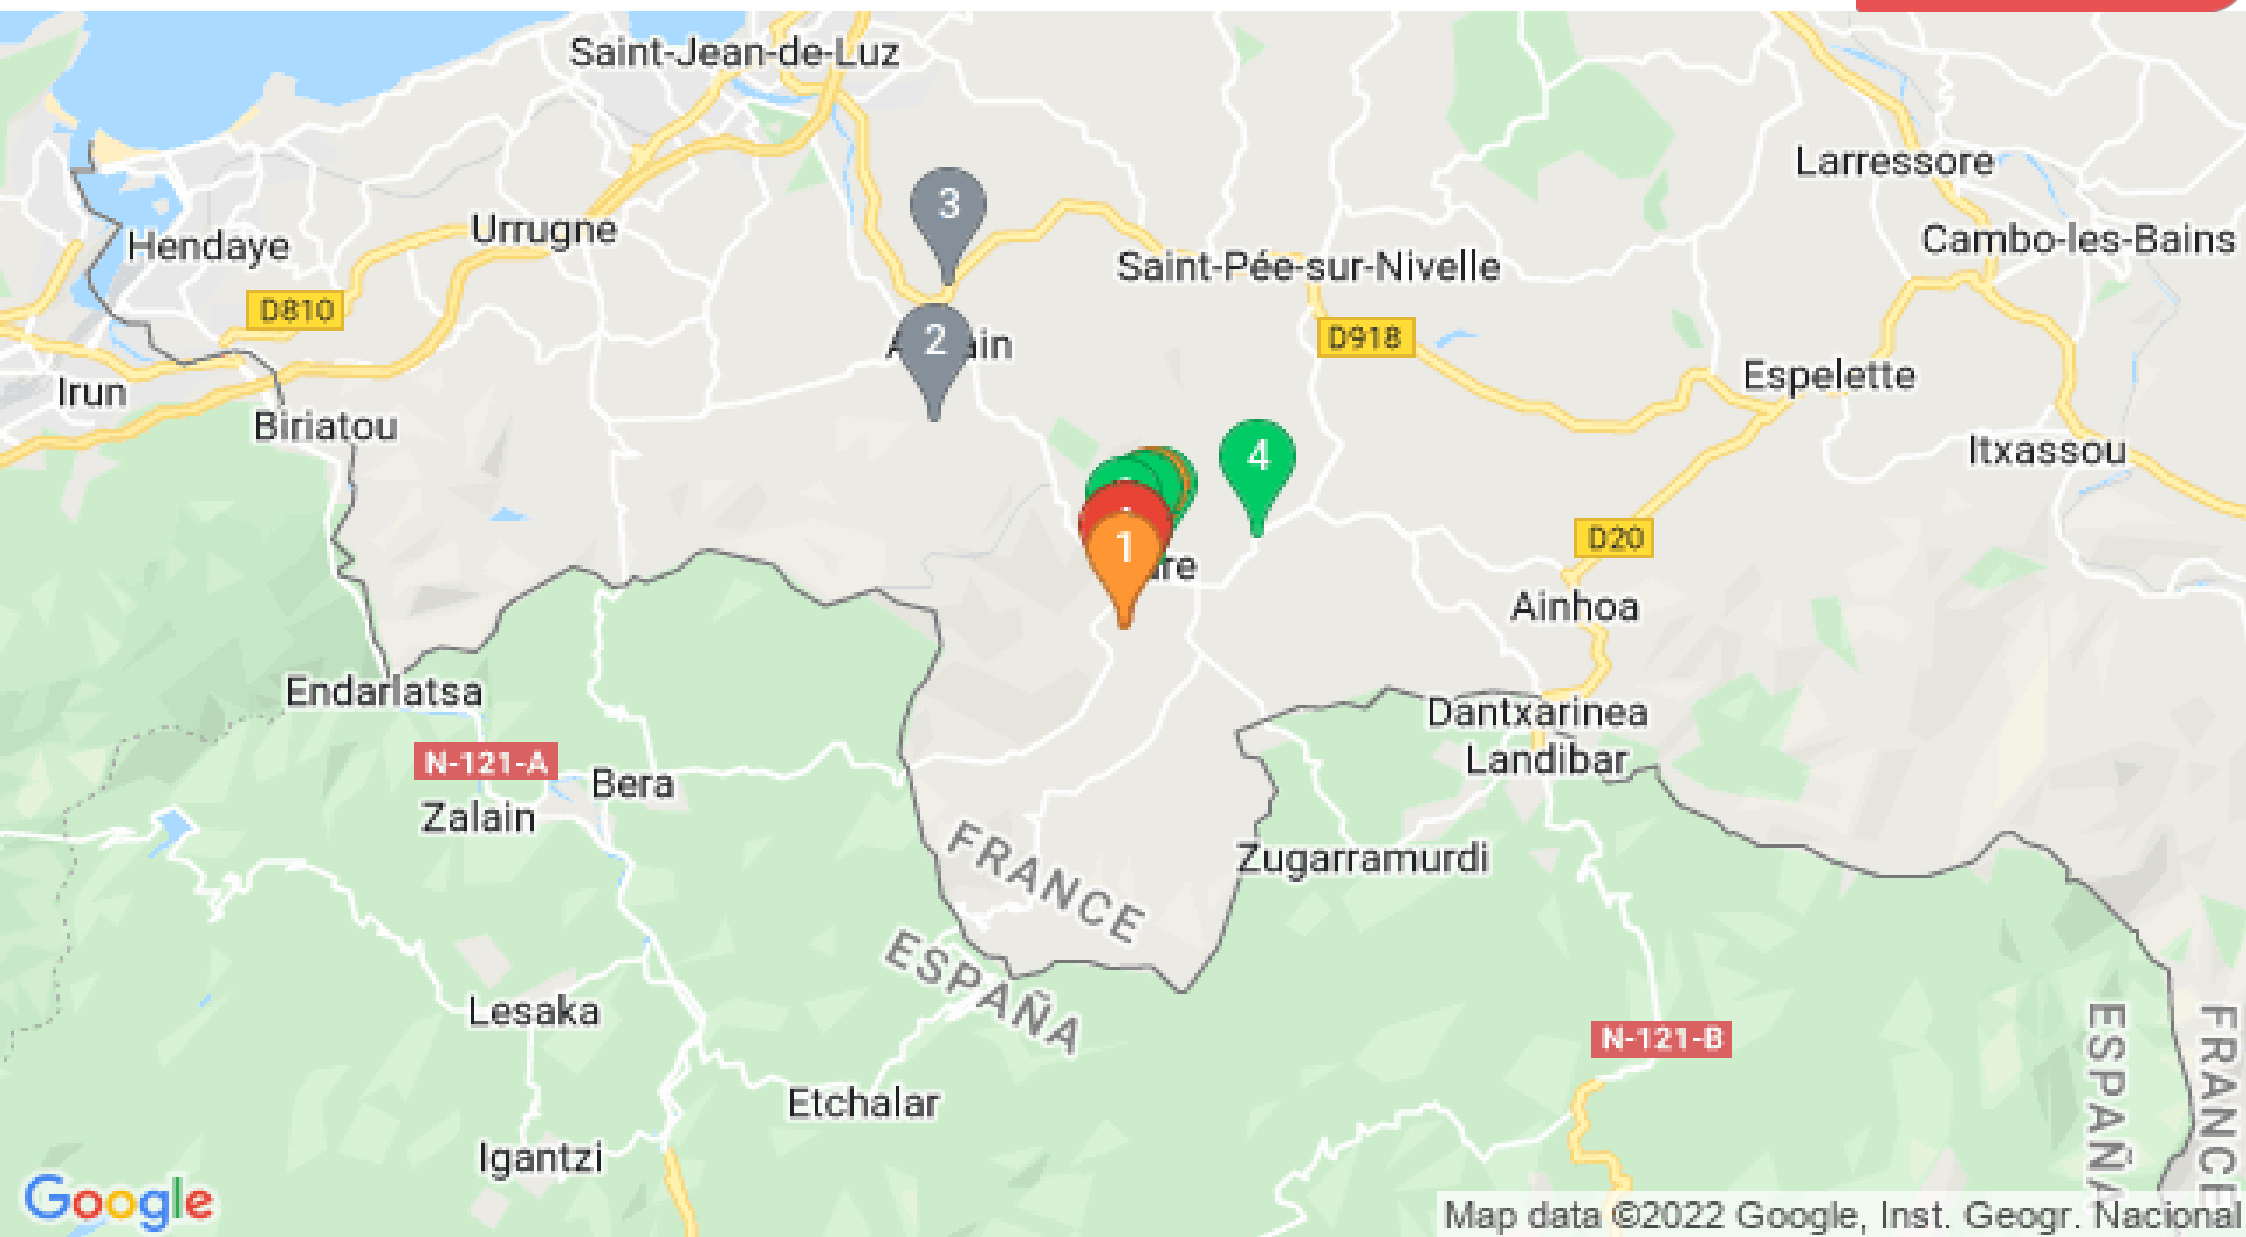 Saint-Jean-de-Luz
Larressore
3
Urrugne
Hendaye
Cambo-les-Bains
Saint-Pée-sur-Nivelle
D810
D918
2
Irun
Espelette
Biriatou
4
Itxassou
1
D20
Ainhoa
Endarlatsa
Dantxarinea
N-121-A
Landibar
Bera
Zalain
FRANCE
Zugarramurdi
ESPAÑA
Lesaka
N-121-B
ESPAÑA
FRANCE
Etchalar
Igantzi
Google
Map data ©2022 Google, Inst. Geogr. Nacional